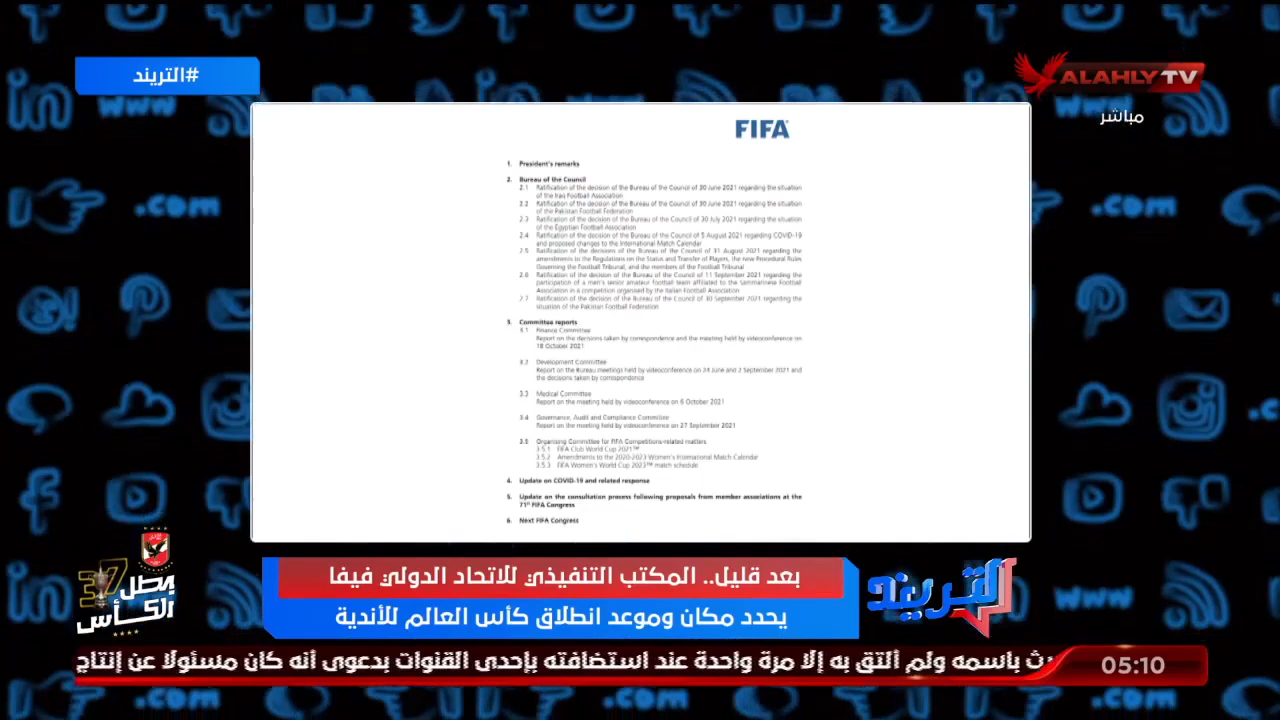 #التريند
ALAHLY TV
مباشر
FIFA
1. President's remarks
2. Bureau of the Council
2.1 Ratification of the decision of the Bureau of the Council of 30 June 2021 regarding the situation
of the Iraq Football Association
2.2 Ratification of the decision of the Bureau of the Council of 30 June 2021 regarding the situation
of the Pakistan Football Federation
2.3 Ratification of the decision of the Bureau of the Council of 30 July 2021 regarding the situation
of the Egyptian Football Association
2.4 Ratification of the decision of the Bureau of the Council of 5 August 2021 regarding COVID-19
and proposed changes to the International Match Calendar
2.5 Ratification of the decisions of the Bureau of the Council of 31 August 2021 regarding the
amendments to the Regulations on the Status and Transfer of Players, the new Procedural Rules
Governing the Football Tribunal, and the members of the Football Tribunal
2.6 Ratification of the decision of the Bureau of the Council of 11 September 2021 regarding the
participation of a men's senior amateur football team affiliated to the Sammarinese Football
Association in a competition organised by the Italian Football Association
2.7 Ratification of the decision of the Bureau of the Council of 30 September 2021 regarding the
situation of the Pakistan Football Federation
3. Committee reports
3.1 Finance Committee
Report on the decisions taken by correspondence and the meeting held by videoconference on
18 October 2021
3.2 Development Committee
Report on the Bureau meetings held by videoconference on 24 June and 2 September 2021 and
the decisions taken by correspondence
3.3 Medical Committee
Report on the meeting held by videoconference on 6 October 2021
3.4 Governance, Audit and Compliance Committee
Report on the meeting held by videoconference on 27 September 2021
3.5 Organising Committee for FIFA Competitions-related matters
3.5.1 FIFA Club World Cup 2021™
3.5.2 Amendments to the 2020-2023 Women's International Match Calendar
3.5.3 FIFA Women's World Cup 2023™ match schedule
4. Update on COVID-19 and related response
5. Update on the consultation process following proposals from member associations at the
71st FIFA Congress
6. Next FIFA Congress
بعد قليل.. المكتب التنفيذي للاتحاد الدولي فيفا
يحدد مكان وموعد انطلاق كأس العالم للأندية
التريند
بطل 37
الكأس
باسمه ولم ألتق به إلا مرة واحدة عند استضافته بإحدى القنوات بدعوى أنه كان مسئولا عن إنتاج
05:10